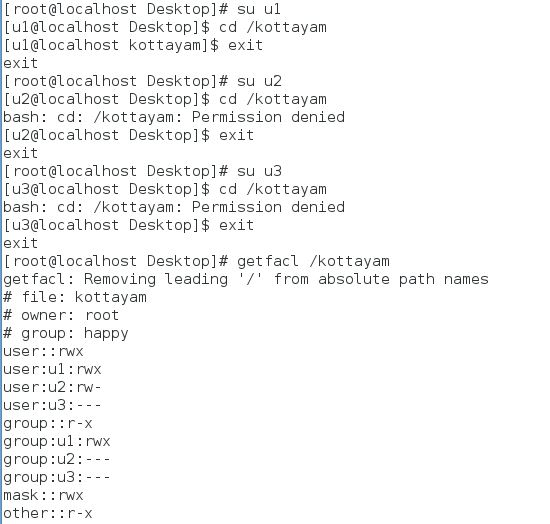 [root@localhost Desktop]# su u1
[u1@localhost Desktop]$ cd /kottayam
[u1@localhost kottayam]$ exit
exit
[root@localhost Desktop]# su u2
[u2@localhost Desktop]$ cd /kottayam
bash: cd: /kottayam: Permission denied
[u2@localhost Desktop]$ exit
exit
[root@localhost Desktop]# su u3
[u3@localhost Desktop]$ cd /kottayam
bash: cd: /kottayam: Permission denied
[u3@localhost Desktop]$ exit
exit
[root@localhost Desktop]# getfacl /kottayam
getfacl: Removing leading '/' from absolute path names
# file: kottayam
# owner: root
# group: happy
user::rwx
user:u1:rwx
user:u2:rw-
user:u3:---
group::r-x
group:u1:rwx
group:u2:---
group:u3:---
mask::rwx
other::r-x